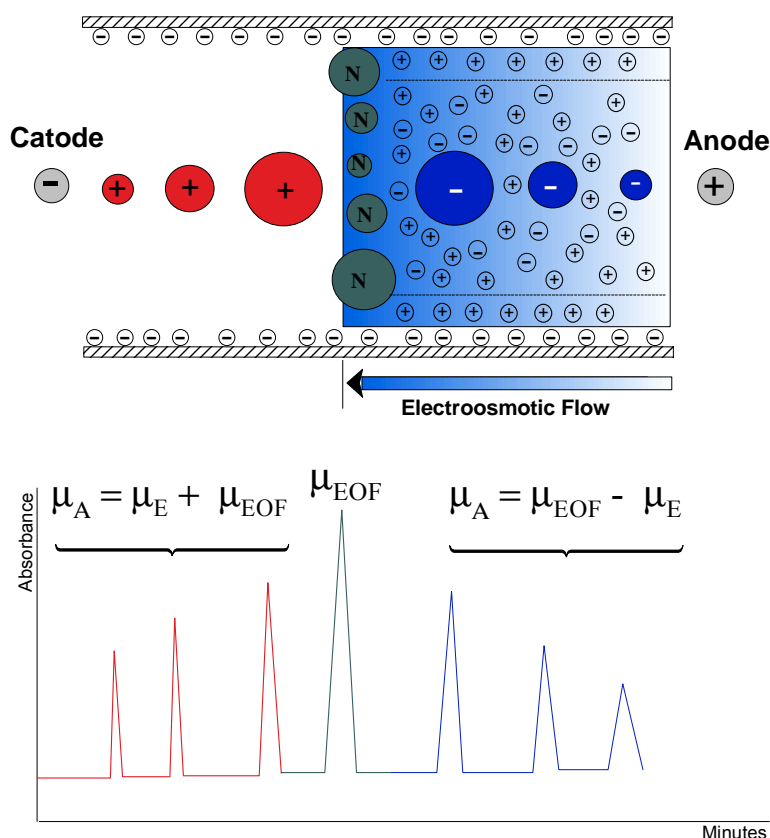 Catode
Anode
N
N
N
N
N
- + + + - - - +
Electroosmotic Flow
μA = μE + μEOF
μEOF
μA = μEOF - μE
Absorbance
Minutes